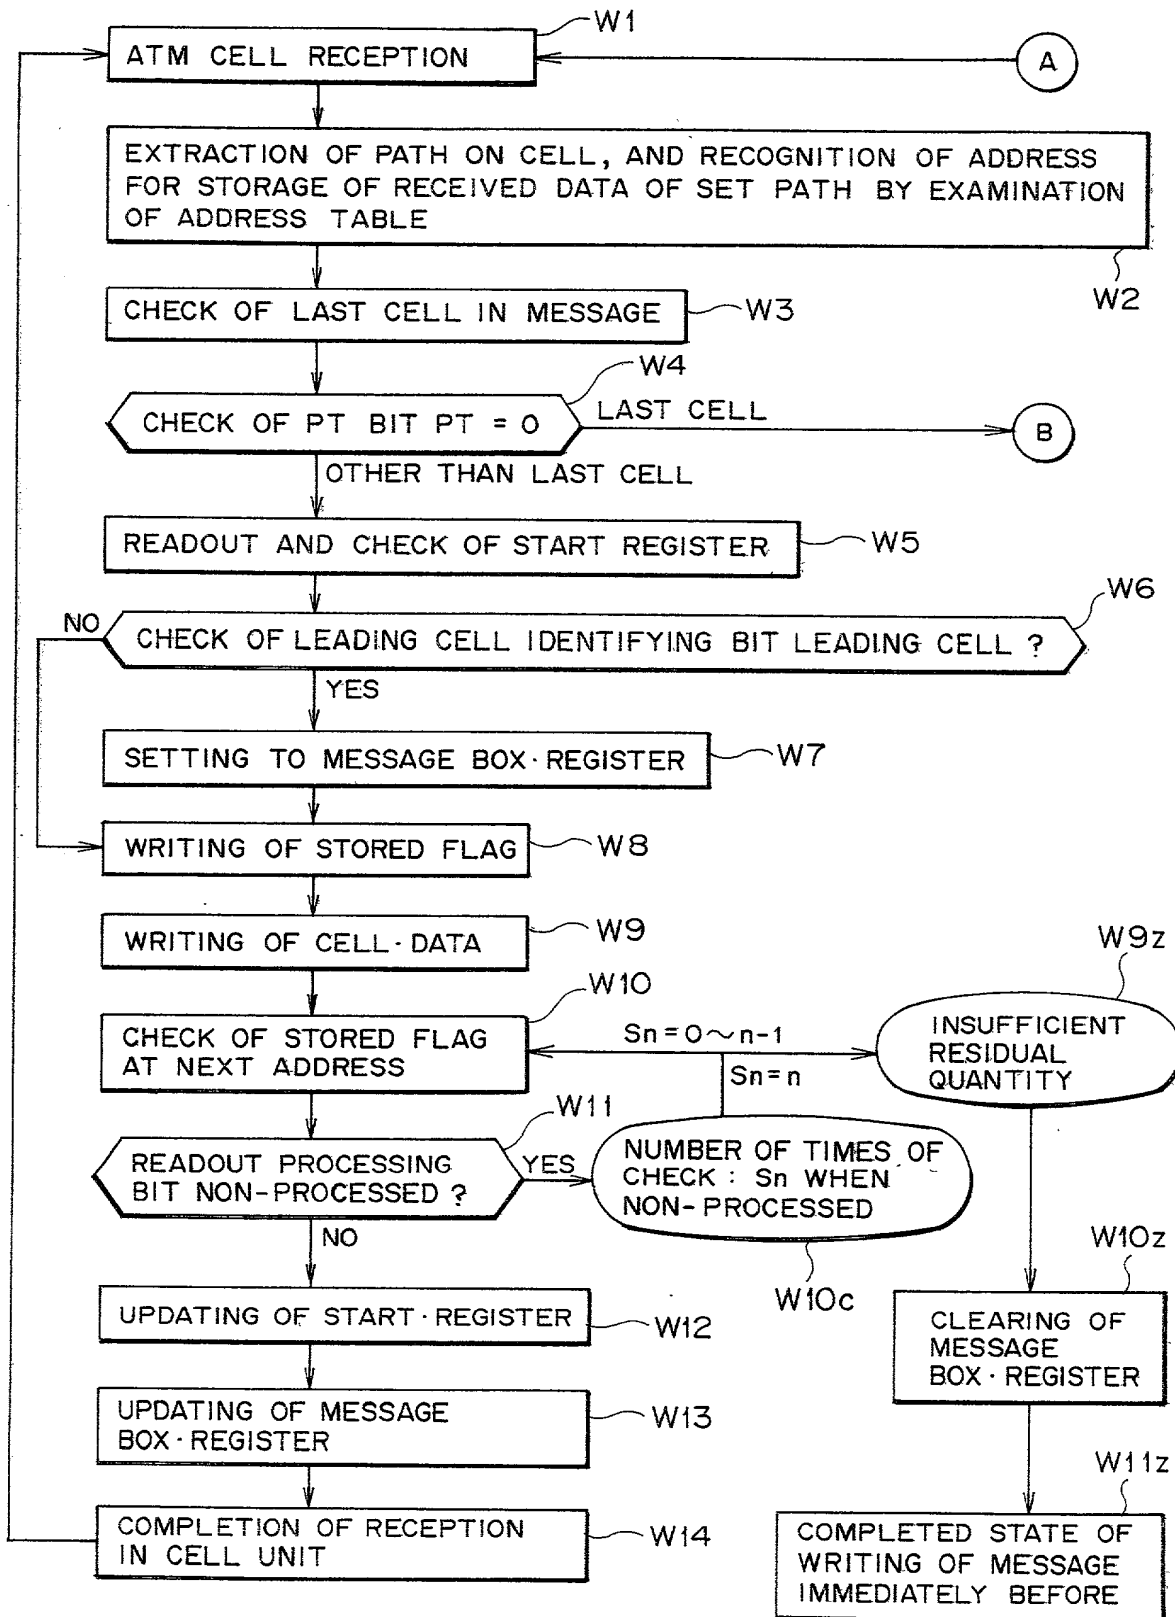 W1
ATM CELL RECEPTION
A
EXTRACTION OF PATH ON CELL, AND RECOGNITION OF ADDRESS
FOR STORAGE OF RECEIVED DATA OF SET PATH BY EXAMINATION
OF ADDRESS TABLE
W2
CHECK OF LAST CELL IN MESSAGE
W3
W4
CHECK OF PT BIT PT = 0
LAST CELL
B
OTHER THAN LAST CELL
READOUT AND CHECK OF START REGISTER
W5
W6
NO
CHECK OF LEADING CELL IDENTIFYING BIT LEADING CELL ?
YES
SETTING TO MESSAGE BOX·REGISTER
W7
WRITING OF STORED FLAG
W8
WRITING OF CELL·DATA
W9
W9z
W10
CHECK OF STORED FLAG
AT NEXT ADDRESS
Sn=0~n-1
Sn=n
INSUFFICIENT
RESIDUAL
QUANTITY
W11
READOUT PROCESSING
BIT NON-PROCESSED ?
YES
NUMBER OF TIMES OF
CHECK : Sn WHEN
NON-PROCESSED
NO
W10c
W10z
UPDATING OF START·REGISTER
W12
CLEARING OF
MESSAGE
BOX·REGISTER
UPDATING OF MESSAGE
BOX·REGISTER
W13
W11z
COMPLETION OF RECEPTION
IN CELL UNIT
W14
COMPLETED STATE OF
WRITING OF MESSAGE
IMMEDIATELY BEFORE